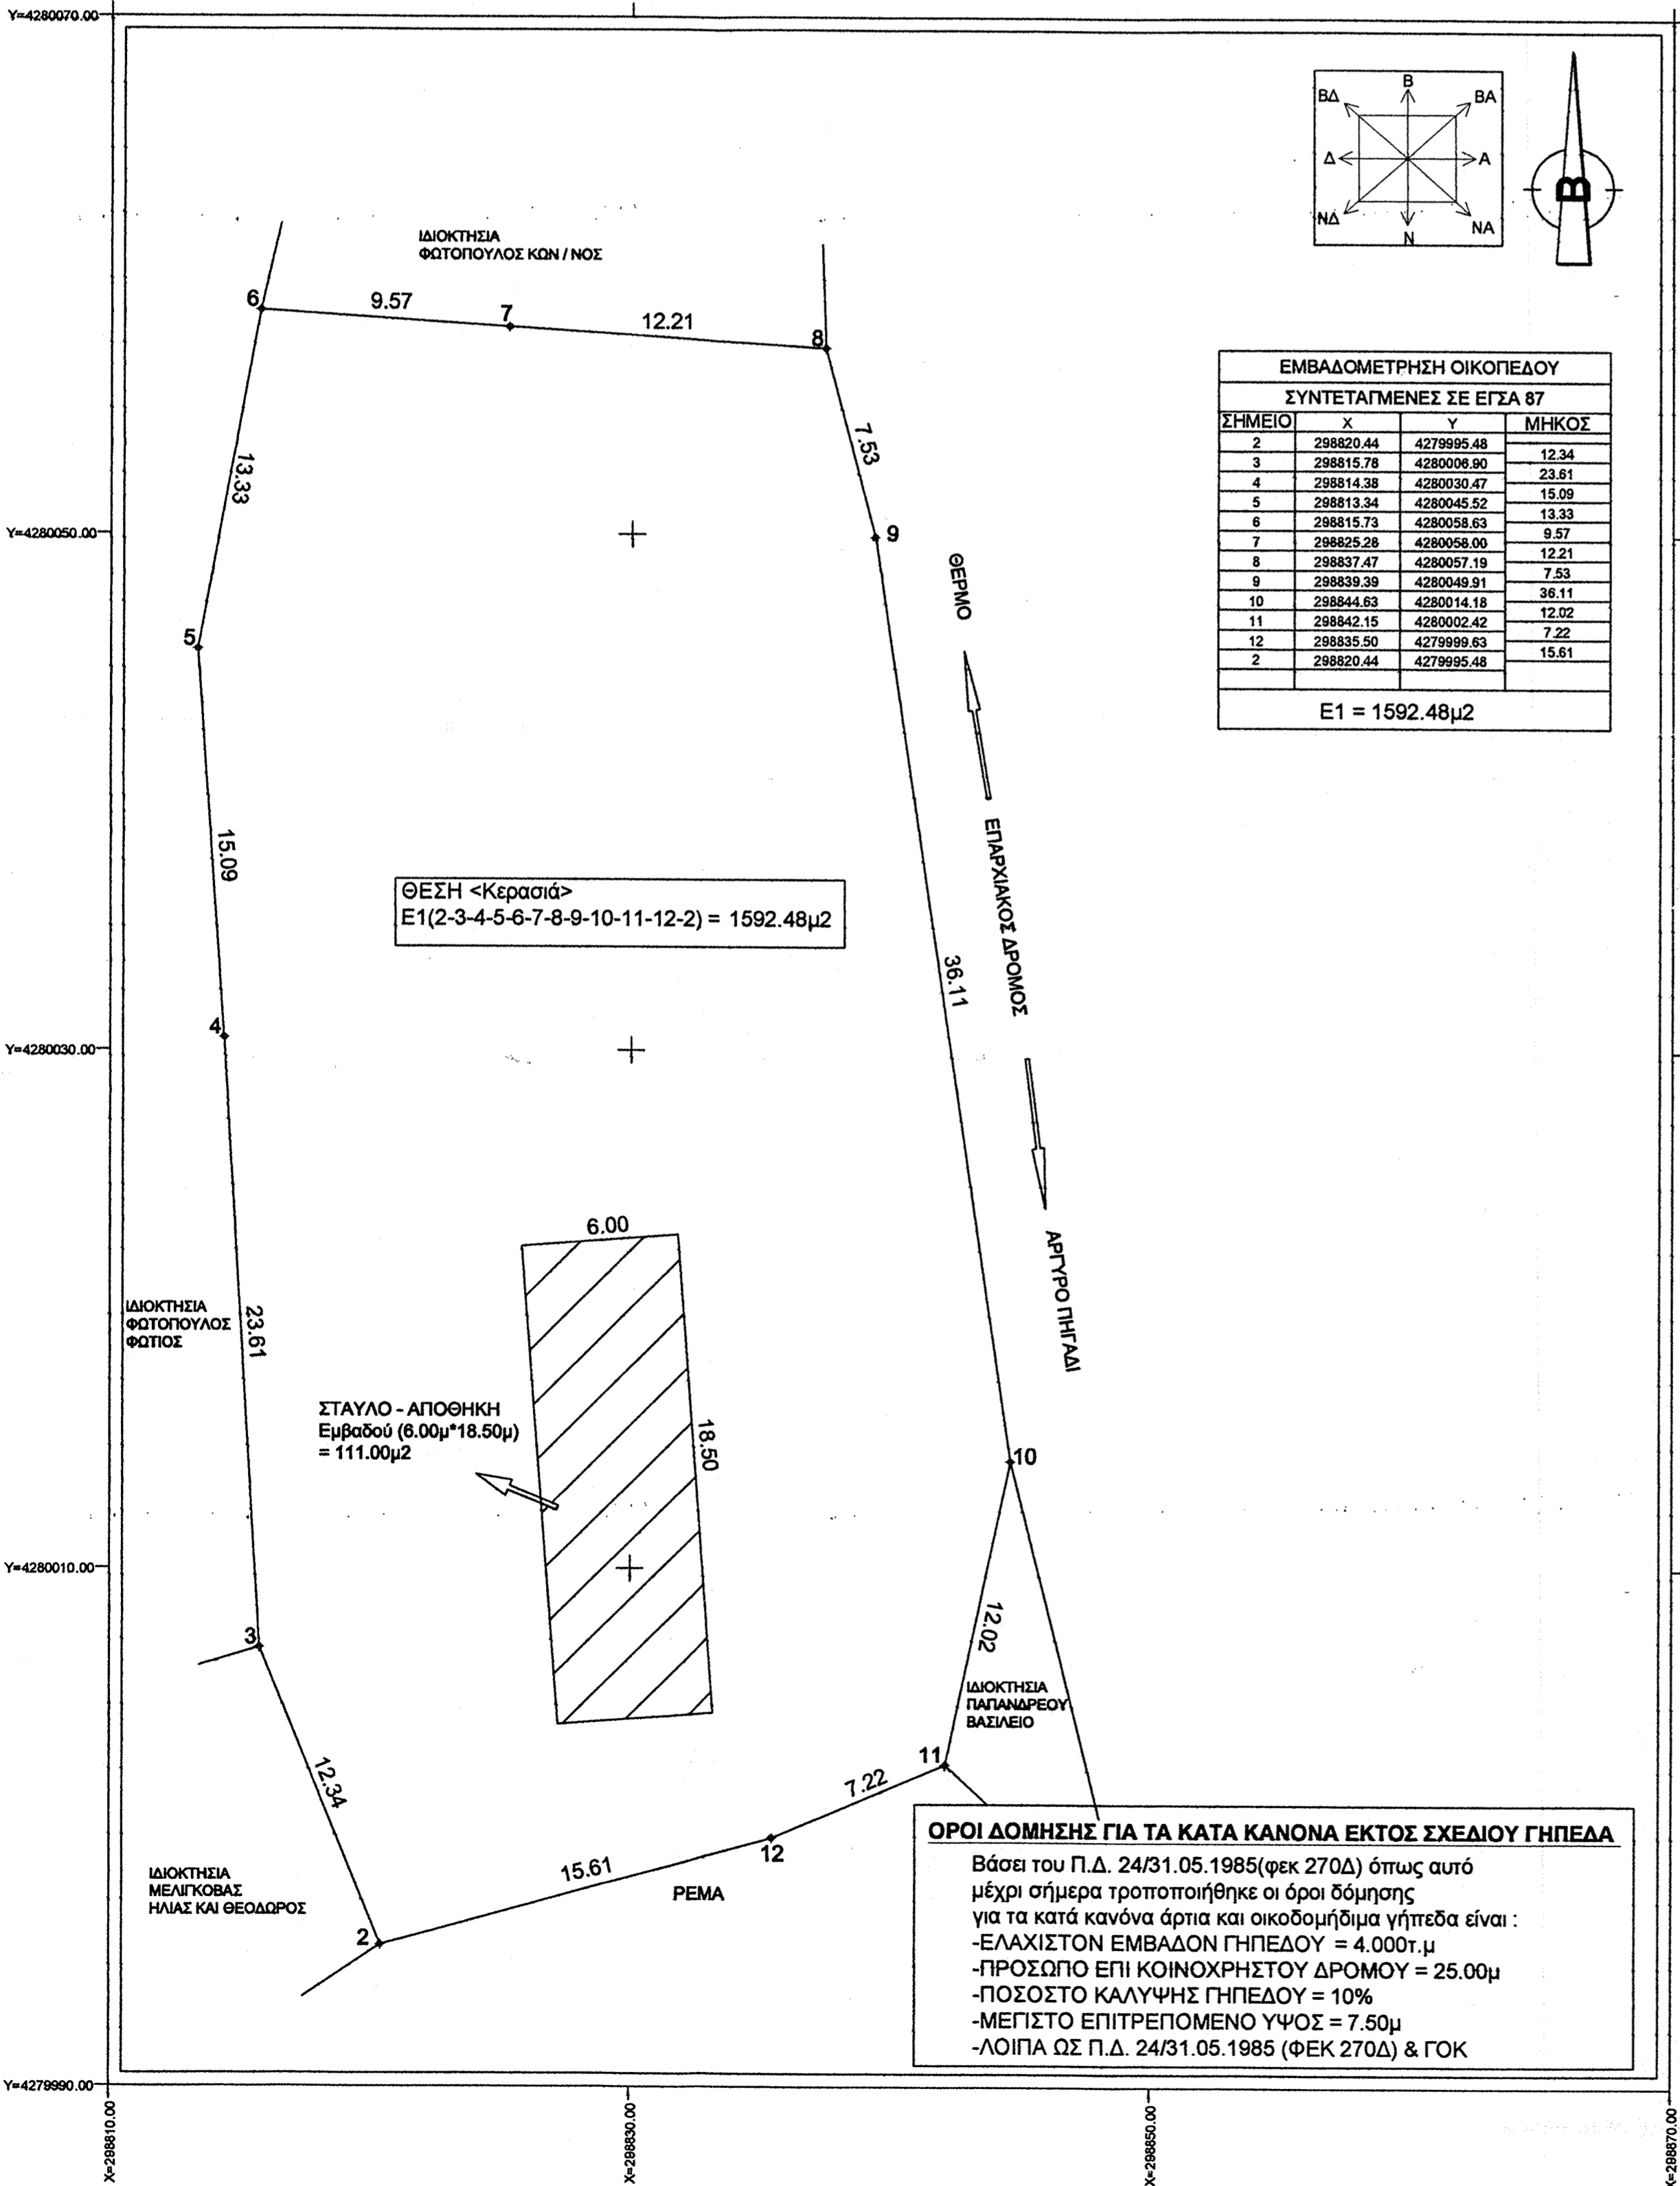 Y=4280070.00
Β
ΒΔ
ΒΑ
Δ
Α
ΝΔ
ΝΑ
Ν
Β
ΙΔΙΟΚΤΗΣΙΑ
ΦΩΤΟΠΟΥΛΟΣ ΚΩΝ / ΝΟΣ
6
9.57
7
12.21
8
7.53
13.33
Y=4280050.00
9
ΕΜΒΑΔΟΜΕΤΡΗΣΗ ΟΙΚΟΠΕΔΟΥ
ΣΥΝΤΕΤΑΓΜΕΝΕΣ ΣΕ ΕΓΣΑ 87
ΣΗΜΕΙΟ X Y ΜΗΚΟΣ
2 298820.44 4279995.48
12.34
3 298815.78 4280006.90
23.61
4 298814.38 4280030.47
15.09
5 298813.34 4280045.52
13.33
6 298815.73 4280058.63
9.57
7 298825.28 4280058.00
12.21
8 298837.47 4280057.19
7.53
9 298839.39 4280049.91
36.11
10 298844.63 4280014.18
12.02
11 298842.15 4280002.42
7.22
12 298835.50 4279999.63
15.61
2 298820.44 4279995.48
E1 = 1592.48μ2
5
ΘΕΡΜΟ
15.09
ΘΕΣΗ <Κερασιά>
E1(2-3-4-5-6-7-8-9-10-11-12-2) = 1592.48μ2
ΕΠΑΡΧΙΑΚΟΣ ΔΡΟΜΟΣ
36.11
4
Y=4280030.00
6.00
ΑΡΓΥΡΟ ΠΗΓΑΔΙ
ΙΔΙΟΚΤΗΣΙΑ
ΦΩΤΟΠΟΥΛΟΣ
ΦΩΤΙΟΣ
23.61
ΣΤΑΥΛΟ - ΑΠΟΘΗΚΗ
Εμβαδού (6.00μ*18.50μ)
= 111.00μ2
18.50
10
Y=4280010.00
3
12.02
ΙΔΙΟΚΤΗΣΙΑ
ΠΑΠΑΝΔΡΕΟΥ
ΒΑΣΙΛΕΙΟ
11
12.34
7.22
12
15.61
ΡΕΜΑ
ΙΔΙΟΚΤΗΣΙΑ
ΜΕΛΙΓΚΟΒΑΣ
ΗΛΙΑΣ ΚΑΙ ΘΕΟΔΩΡΟΣ
2
ΟΡΟΙ ΔΟΜΗΣΗΣ ΓΙΑ ΤΑ ΚΑΤΑ ΚΑΝΟΝΑ ΕΚΤΟΣ ΣΧΕΔΙΟΥ ΓΗΠΕΔΑ
Βάσει του Π.Δ. 24/31.05.1985(φεκ 270Δ) όπως αυτό
μέχρι σήμερα τροποποιήθηκε οι όροι δόμησης
για τα κατά κανόνα άρτια και οικοδομήδιμα γήπεδα είναι :
-ΕΛΑΧΙΣΤΟΝ ΕΜΒΑΔΟΝ ΓΗΠΕΔΟΥ = 4.000τ.μ
-ΠΡΟΣΩΠΟ ΕΠΙ ΚΟΙΝΟΧΡΗΣΤΟΥ ΔΡΟΜΟΥ = 25.00μ
-ΠΟΣΟΣΤΟ ΚΑΛΥΨΗΣ ΓΗΠΕΔΟΥ = 10%
-ΜΕΓΙΣΤΟ ΕΠΙΤΡΕΠΟΜΕΝΟ ΥΨΟΣ = 7.50μ
-ΛΟΙΠΑ ΩΣ Π.Δ. 24/31.05.1985 (ΦΕΚ 270Δ) & ΓΟΚ
Y=4279990.00
X=298810.00
X=298830.00
X=298850.00
X=298870.00